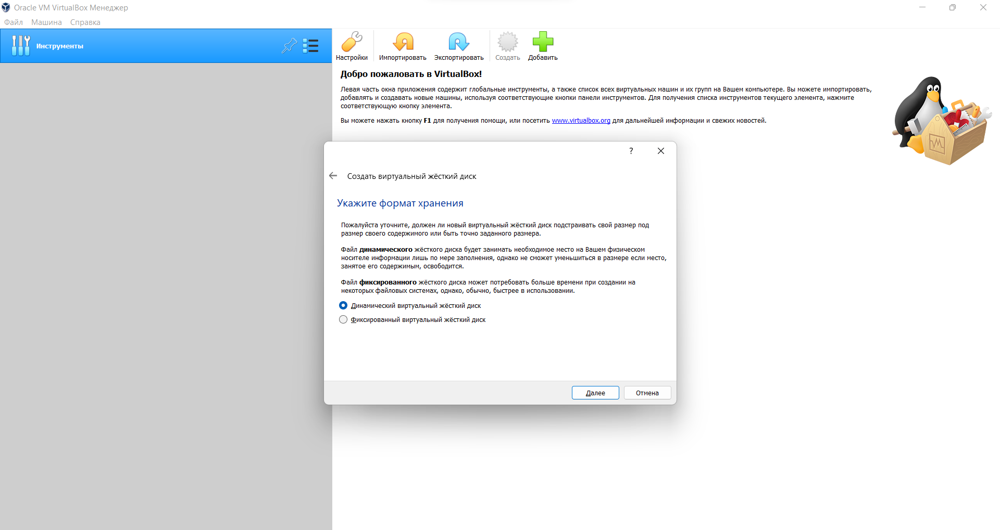 Oracle VM VirtualBox Менеджер
Файл Машина Справка
Инструменты
Настройки Импортировать Экспортировать Создать Добавить
Добро пожаловать в VirtualBox!
Левая часть окна приложения содержит глобальные инструменты, а также список всех виртуальных машин и их групп на Вашем компьютере. Вы можете импортировать,
добавлять и создавать новые машины, используя соответствующие кнопки панели инструментов. Для получения списка инструментов текущего элемента, нажмите
соответствующую кнопку элемента.
Вы можете нажать кнопку F1 для получения помощи, или посетить www.virtualbox.org для дальнейшей информации и свежих новостей.
?
Создать виртуальный жёсткий диск
Укажите формат хранения
Пожалуйста уточните, должен ли новый виртуальный жёсткий диск подстраивать свой размер под
размер своего содержимого или быть точно заданного размера.
Файл динамического жёсткого диска будет занимать необходимое место на Вашем физическом
носителе информации лишь по мере заполнения, однако не сможет уменьшиться в размере если место,
занятое его содержимым, освободится.
Файл фиксированного жёсткого диска может потребовать больше времени при создании на
некоторых файловых системах, однако, обычно, быстрее в использовании.
Динамический виртуальный жёсткий диск
Фиксированный виртуальный жёсткий диск
Далее Отмена